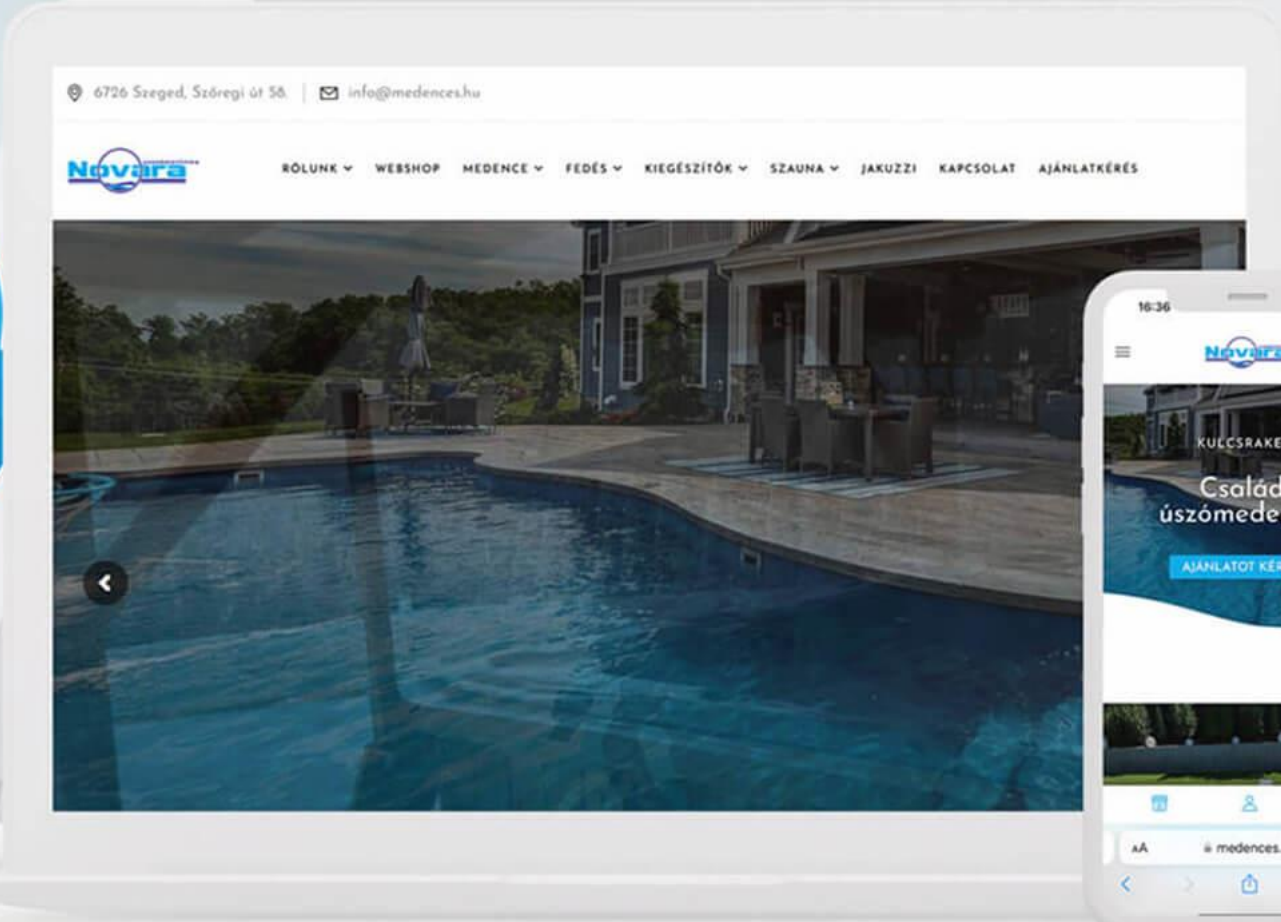 6726 Szeged, Szőregi út 58.
info@medences.hu
Novara
RÓLUNK WEBSHOP MEDENCE FEDÉS KIEGÉSZÍTŐK SZAUNA JAKUZZI KAPCSOLAT AJÁNLATKÉRÉS
16:36
Novara
KULCSRAKE
Család
úszómede
AJÁNLATOT KÉR
AA medences.